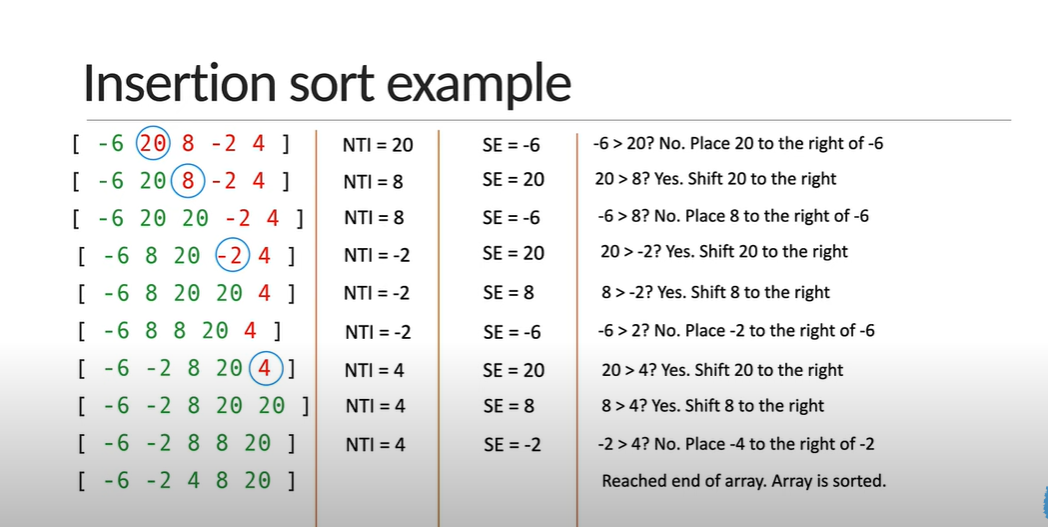 Insertion sort example
[ -6 20 8 -2 4 ] NTI = 20 SE = -6 -6 > 20? No. Place 20 to the right of -6
[ -6 20 8 -2 4 ] NTI = 8 SE = 20 20 > 8? Yes. Shift 20 to the right
[ -6 20 20 -2 4 ] NTI = 8 SE = -6 -6 > 8? No. Place 8 to the right of -6
[ -6 8 20 -2 4 ] NTI = -2 SE = 20 20 > -2? Yes. Shift 20 to the right
[ -6 8 20 20 4 ] NTI = -2 SE = 8 8 > -2? Yes. Shift 8 to the right
[ -6 8 8 20 4 ] NTI = -2 SE = -6 -6 > 2? No. Place -2 to the right of -6
[ -6 -2 8 20 4 ] NTI = 4 SE = 20 20 > 4? Yes. Shift 20 to the right
[ -6 -2 8 20 20 ] NTI = 4 SE = 8 8 > 4? Yes. Shift 8 to the right
[ -6 -2 8 8 20 ] NTI = 4 SE = -2 -2 > 4? No. Place -4 to the right of -2
[ -6 -2 4 8 20 ] Reached end of array. Array is sorted.